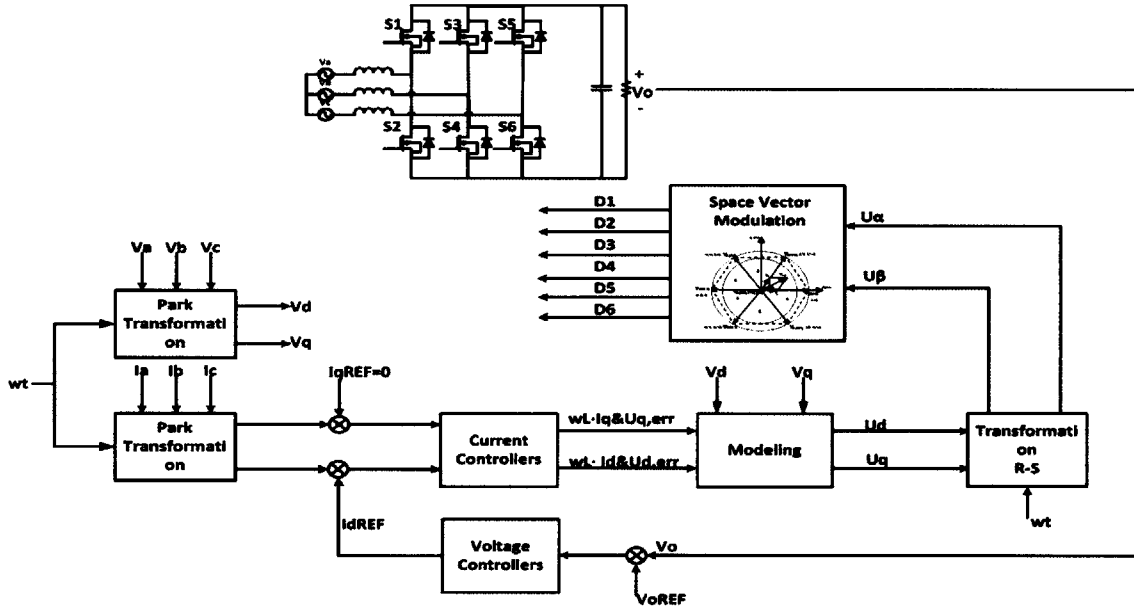 S1
S3
S5
Va
+
Vo
-
S2
S4
S6
Space Vector
Modulation
D1
D2
D3
D4
D5
D6
Uα
Uβ
Va
Vb
Vc
Park
Transformati
on
Vd
Vq
wt
Ia
Ib
Ic
Park
Transformati
on
IqREF=0
IdREF
Current
Controllers
wL·Iq&Uq,err
wL· Id&Ud,err
Vd
Vq
Modeling
Ud
Uq
Transformati
on
R-S
wt
Voltage
Controllers
Vo
VoREF